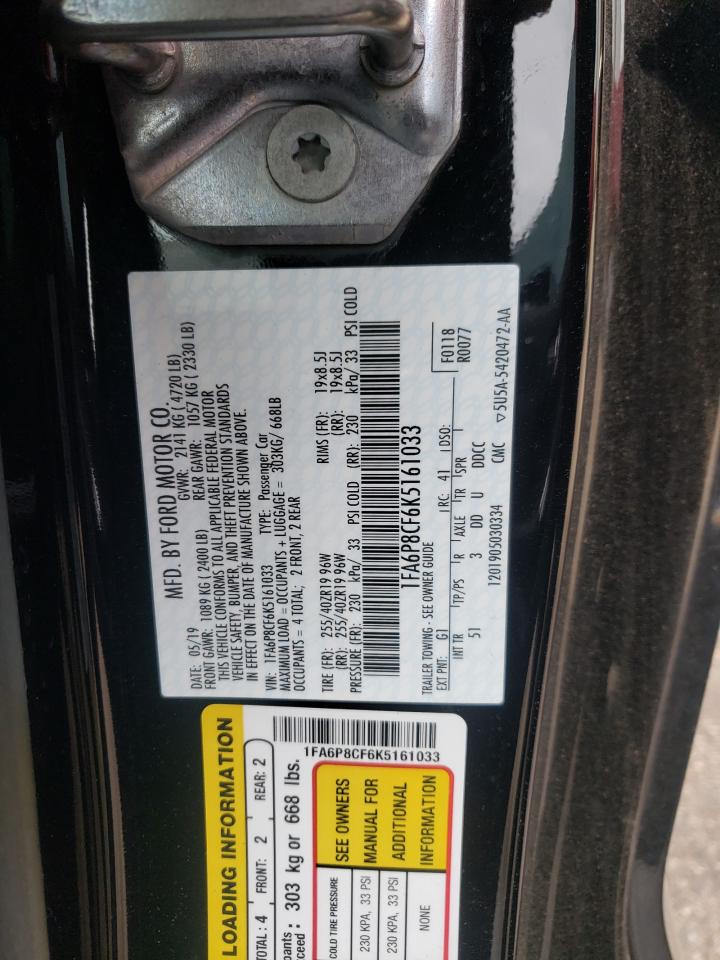 MFD. BY FORD MOTOR CO.
DATE: 05/19 GVWR: 2141 KG ( 4720 LB)
FRONT GAWR: 1089 KG ( 2400 LB) REAR GAWR: 1057 KG ( 2330 LB)
THIS VEHICLE CONFORMS TO ALL APPLICABLE FEDERAL MOTOR
VEHICLE SAFETY, BUMPER, AND THEFT PREVENTION STANDARDS
IN EFFECT ON THE DATE OF MANUFACTURE SHOWN ABOVE.
VIN: 1FA6P8CF6K5161033 TYPE: Passenger Car
MAXIMUM LOAD = OCCUPANTS + LUGGAGE = 303KG/ 668LB
OCCUPANTS = 4 TOTAL; 2 FRONT, 2 REAR
TIRE (FR): 255/40ZR19 96W RIMS (FR): 19x8.5J
(RR): 255/40ZR19 96W (RR): 19x8.5J
PRESSURE (FR): 230 kPa/ 33 PSI COLD (RR): 230 kPa/ 33 PSI COLD
1FA6P8CF6K5161033
TRAILER TOWING - SEE OWNER GUIDE
F0118
R0077
EXT PNT: G1 RC: 41 DSO:
INT TR TP/PS R AXLE TR SPR
51 3 DD U DDCC
1201905030334 CMC ▽5U5A-5420472-AA
LOADING INFORMATION
TOTAL: 4 FRONT: 2 REAR: 2
pants
xceed : 303 kg or 668 lbs.
1FA6P8CF6K5161033
COLD TIRE PRESSURE
230 KPA, 33 PSI
230 KPA, 33 PSI
NONE
SEE OWNERS
MANUAL FOR
ADDITIONAL
INFORMATION